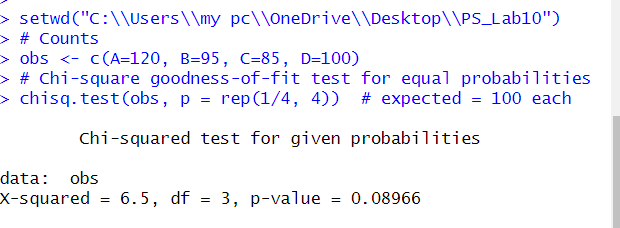 >
> setwd("C:\\Users\\my pc\\OneDrive\\Desktop\\PS_Lab10")
> # Counts
> obs <- c(A=120, B=95, C=85, D=100)
> # Chi-square goodness-of-fit test for equal probabilities
> chisq.test(obs, p = rep(1/4, 4))  # expected = 100 each
        Chi-squared test for given probabilities
data:  obs
X-squared = 6.5, df = 3, p-value = 0.08966